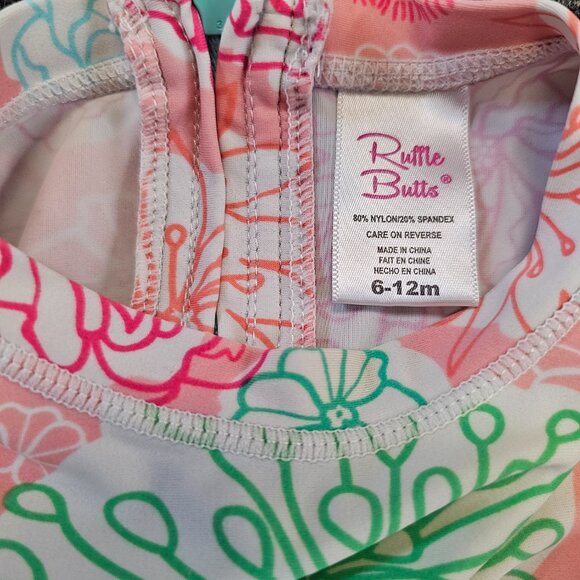 Ruffle
Butts®
80% NYLON/20% SPANDEX
CARE ON REVERSE
MADE IN CHINA
FAIT EN CHINE
HECHO EN CHINA
6-12m